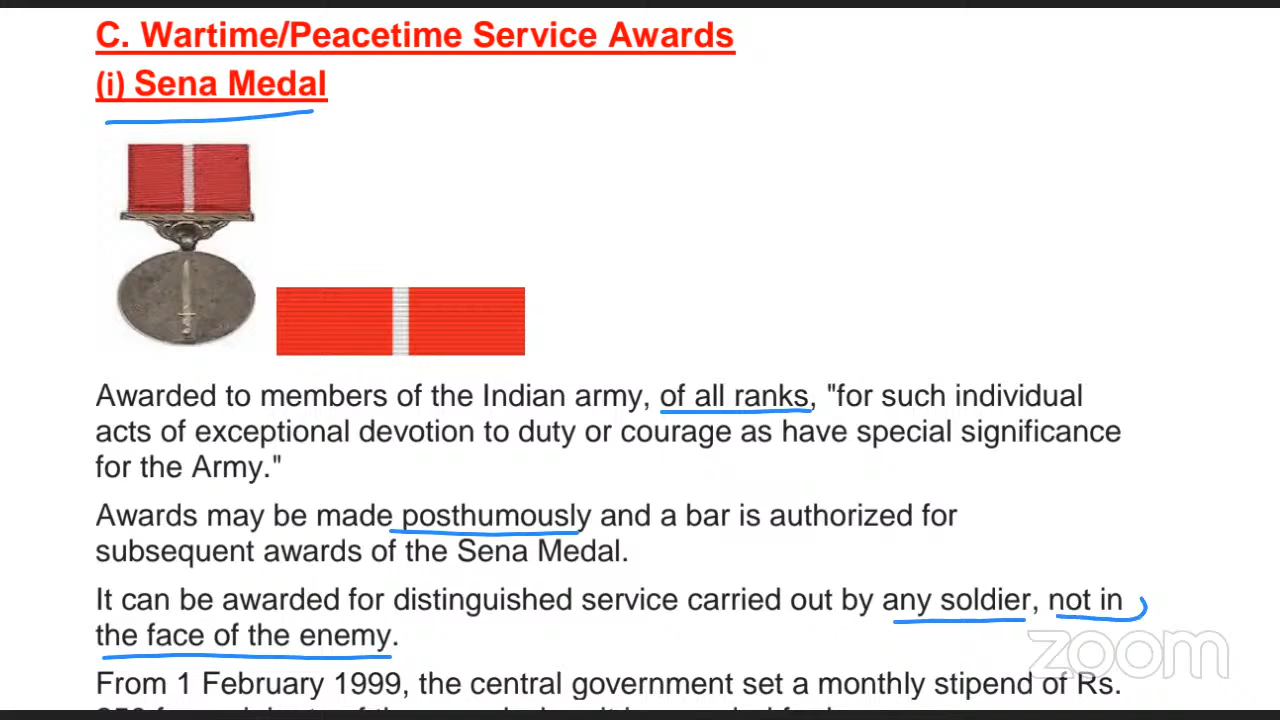 C. Wartime/Peacetime Service Awards
(i) Sena Medal
Awarded to members of the Indian army, of all ranks, "for such individual
acts of exceptional devotion to duty or courage as have special significance
for the Army."
Awards may be made posthumously and a bar is authorized for
subsequent awards of the Sena Medal.
It can be awarded for distinguished service carried out by any soldier, not in
the face of the enemy.
zoom
From 1 February 1999, the central government set a monthly stipend of Rs.